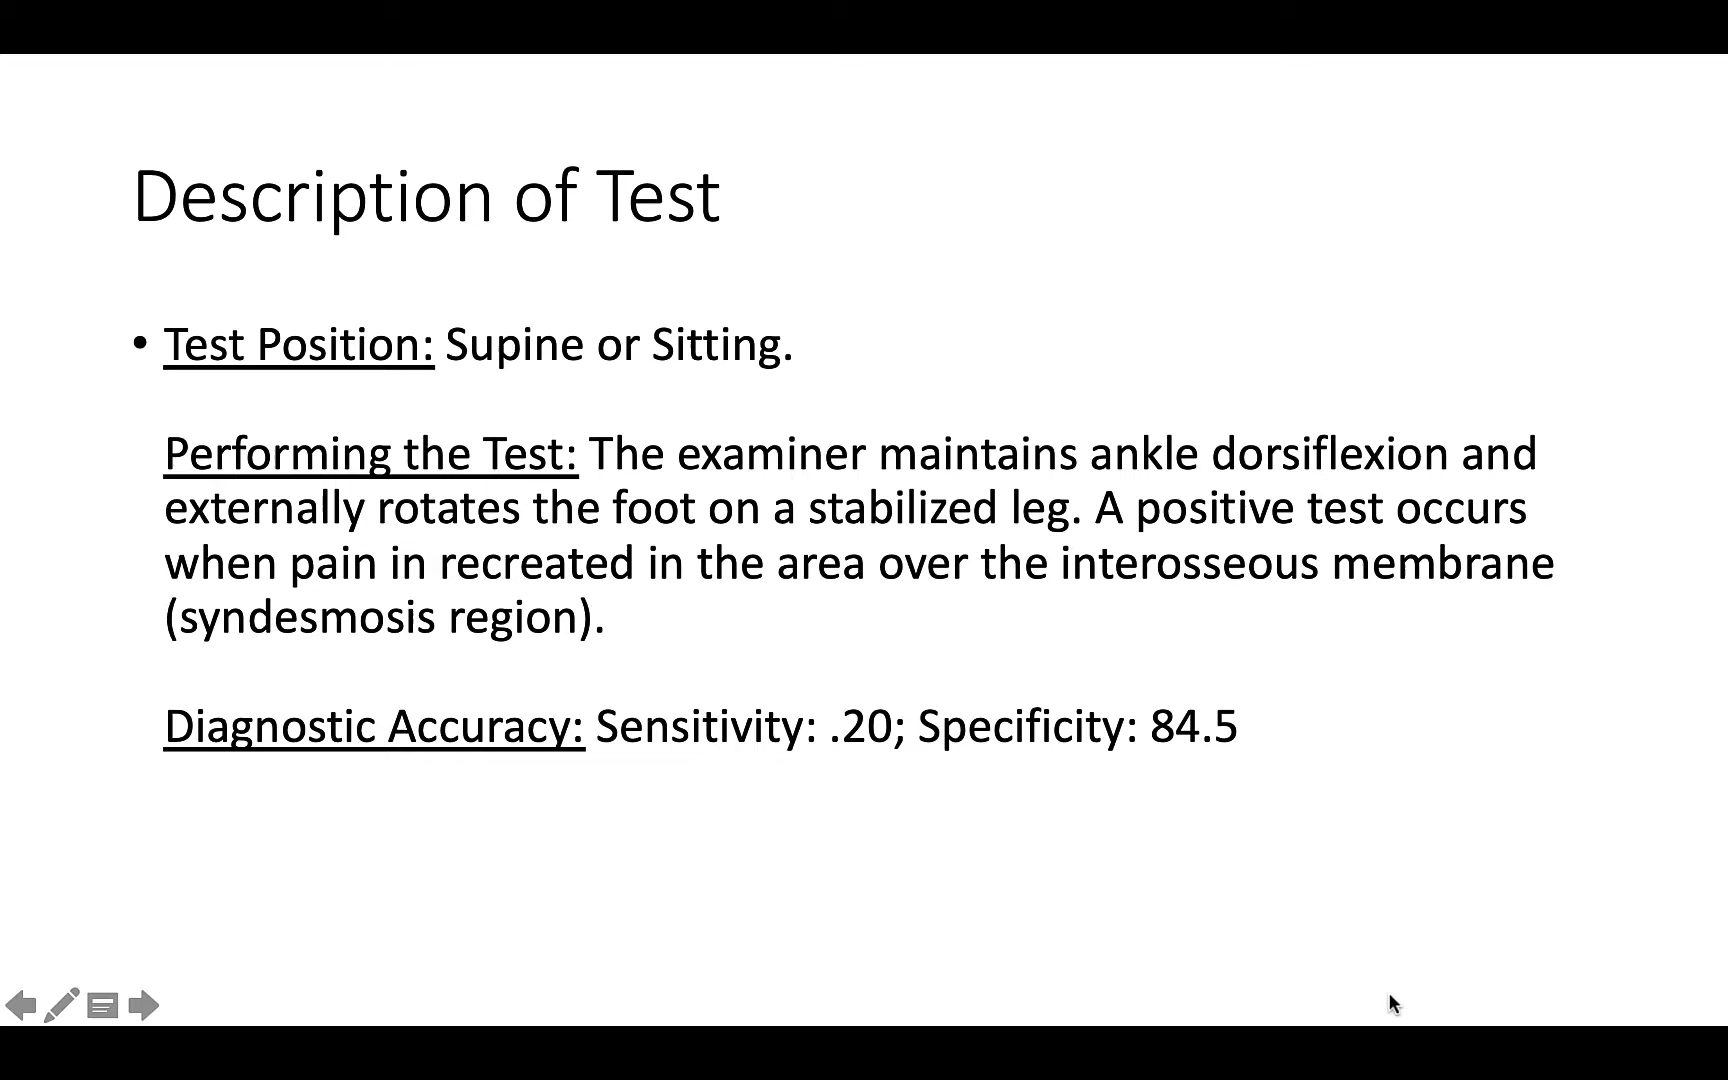 Description of Test
• Test Position: Supine or Sitting.
Performing the Test: The examiner maintains ankle dorsiflexion and
externally rotates the foot on a stabilized leg. A positive test occurs
when pain in recreated in the area over the interosseous membrane
(syndesmosis region).
Diagnostic Accuracy: Sensitivity: .20; Specificity: 84.5